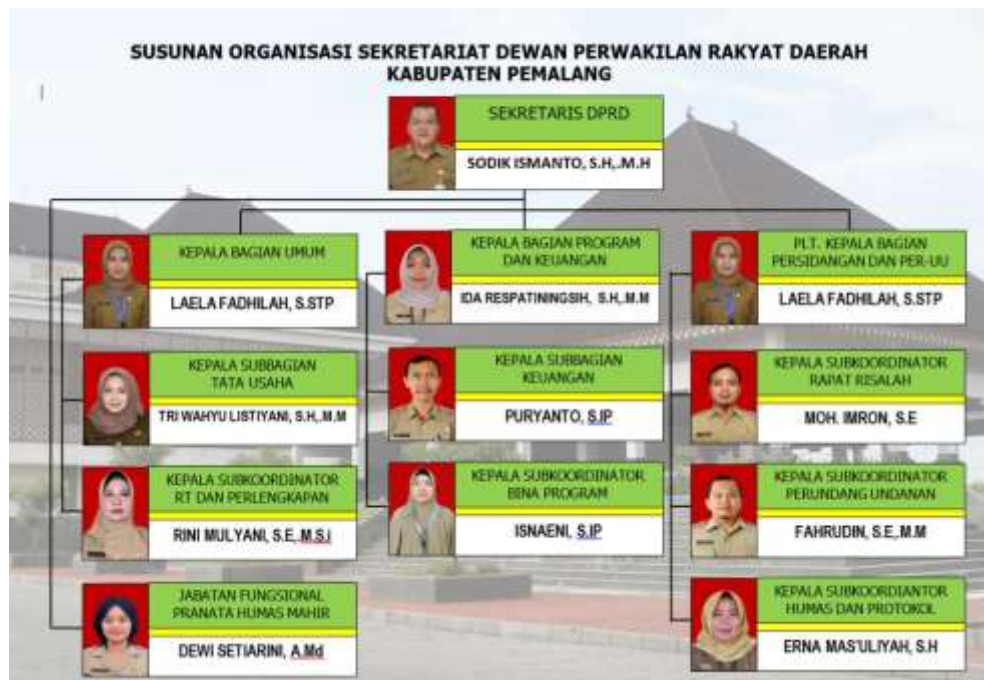 SUSUNAN ORGANISASI SEKRETARIAT DEWAN PERWAKILAN RAKYAT DAERAH
KABUPATEN PEMALANG
SEKRETARIS DPRD
SODIK ISMANTO, S.H,.M.H
KEPALA BAGIAN UMUM
LAELA FADHILAH, S.STP
KEPALA BAGIAN PROGRAM
DAN KEUANGAN
IDA RESPATININGSIH, S.H,.M.M
PLT. KEPALA BAGIAN
PERSIDANGAN DAN PER-UU
LAELA FADHILAH, S.STP
KEPALA SUBBAGIAN
TATA USAHA
TRI WAHYU LISTIYANI, S.H,.M.M
KEPALA SUBBAGIAN
KEUANGAN
PURYANTO, S.IP
KEPALA SUBKOORDINATOR
RAPAT RISALAH
MOH. IMRON, S.E
KEPALA SUBKOORDINATOR
RT DAN PERLENGKAPAN
RINI MULYANI, S.E,.M.S.i
KEPALA SUBKOORDINATOR
BINA PROGRAM
ISNAENI, S.IP
KEPALA SUBKOORDINATOR
PERUNDANG UNDANAN
FAHRUDIN, S.E,.M.M
JABATAN FUNGSIONAL
PRANATA HUMAS MAHIR
DEWI SETIARINI, A.Md
KEPALA SUBKOORDIANTOR
HUMAS DAN PROTOKOL
ERNA MAS'ULIYAH, S.H